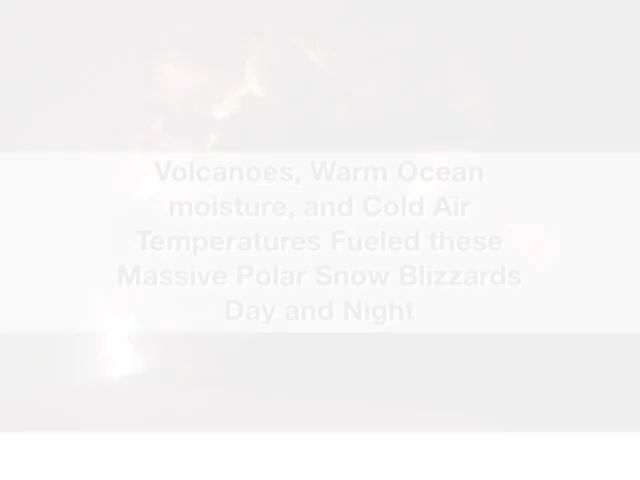 Volcanoes, Warm Ocean
moisture, and Cold Air
Temperatures Fueled these
Massive Polar Snow Blizzards
Day and Night